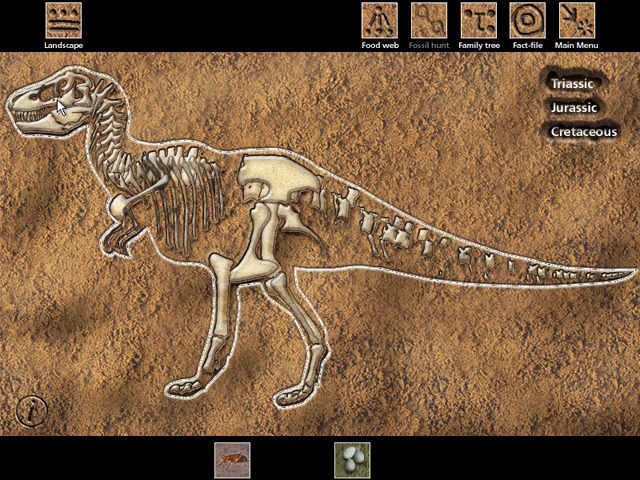 Landscape
Food web
Fossil hunt
Family tree
Fact-file
Main Menu
Triassic
Jurassic
Cretaceous
i